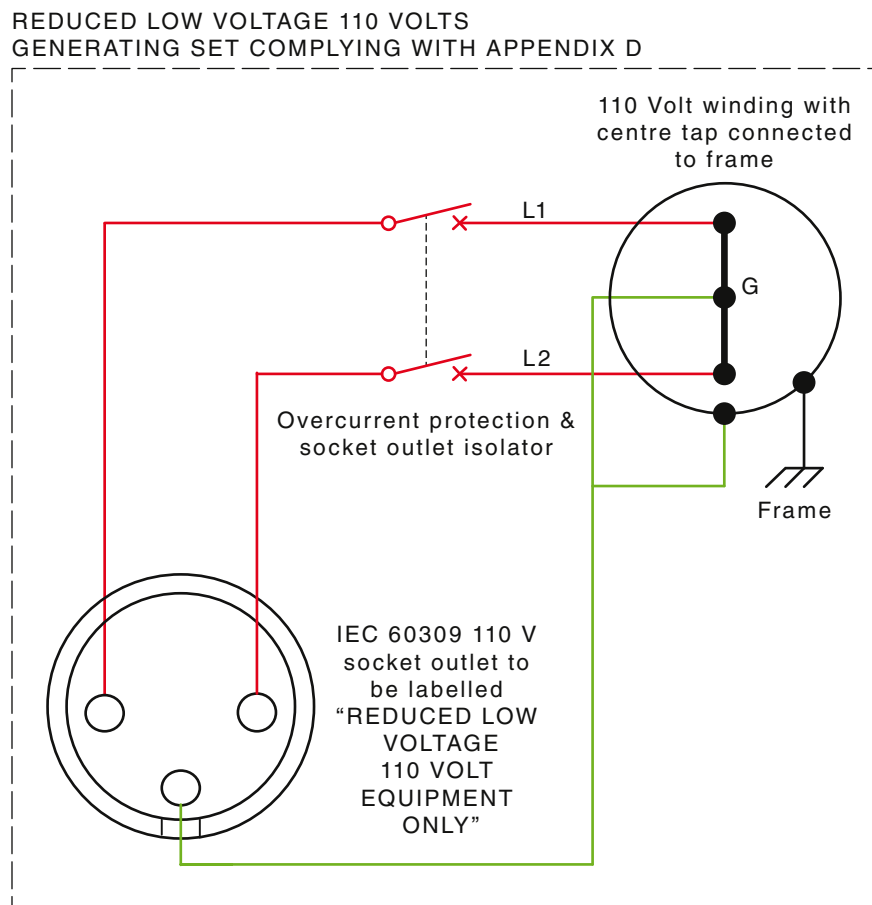 REDUCED LOW VOLTAGE 110 VOLTS
GENERATING SET COMPLYING WITH APPENDIX D
110 Volt winding with
centre tap connected
to frame
L1
G
L2
Overcurrent protection &
socket outlet isolator
Frame
IEC 60309 110 V
socket outlet to
be labelled
“REDUCED LOW
VOLTAGE
110 VOLT
EQUIPMENT
ONLY”